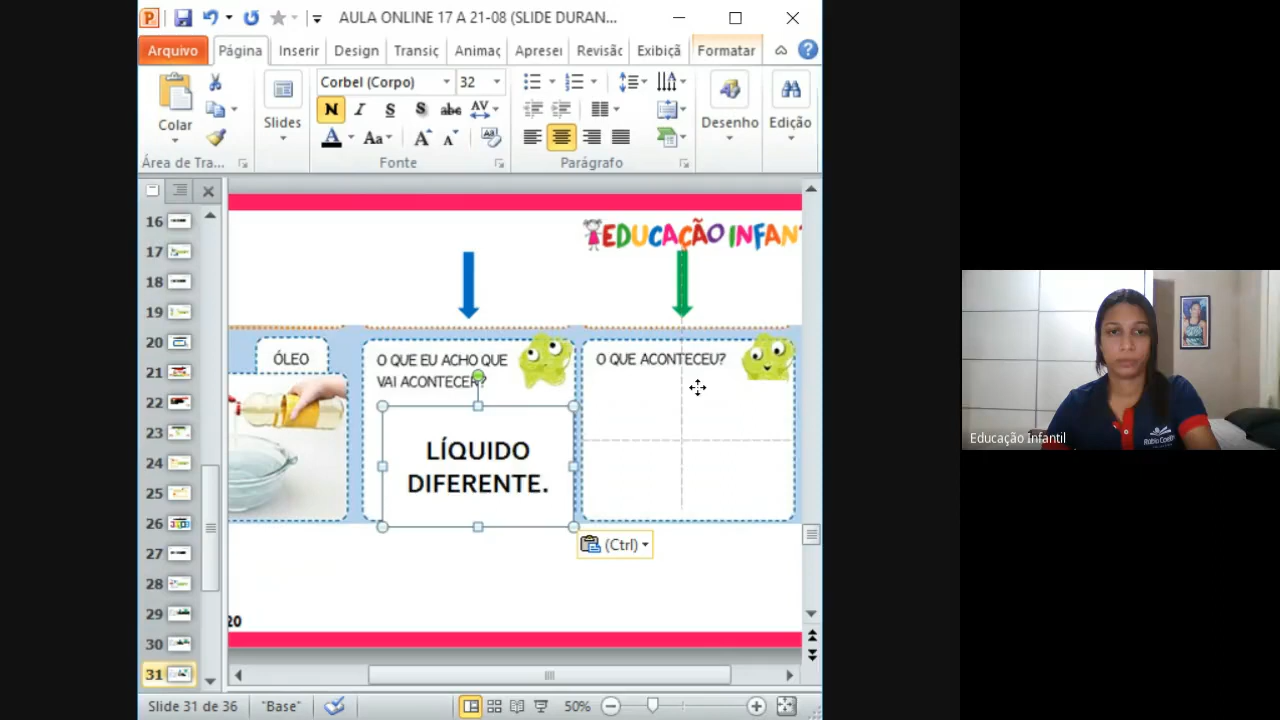 AULA ONLINE 17 A 21-08 (SLIDE DURAN...
Arquivo
Página
Inserir
Design
Transiç
Animaç
Apresei
Revisão
Exibiçã
Formatar
Corbel (Corpo)
32
N I S S abc AV
A Aa A A
Colar
Slides
Desenho
Edição
Área de Tra...
Fonte
Parágrafo
16
17
18
19
20
21
22
23
24
25
26
27
28
29
30
31
EDUCAÇÃO INFANT
ÓLEO
O QUE EU ACHO QUE
VAI ACONTECER?
LÍQUIDO
DIFERENTE.
O QUE ACONTECEU?
(Ctrl)
20
Slide 31 de 36
"Base"
50%
Educação Infantil